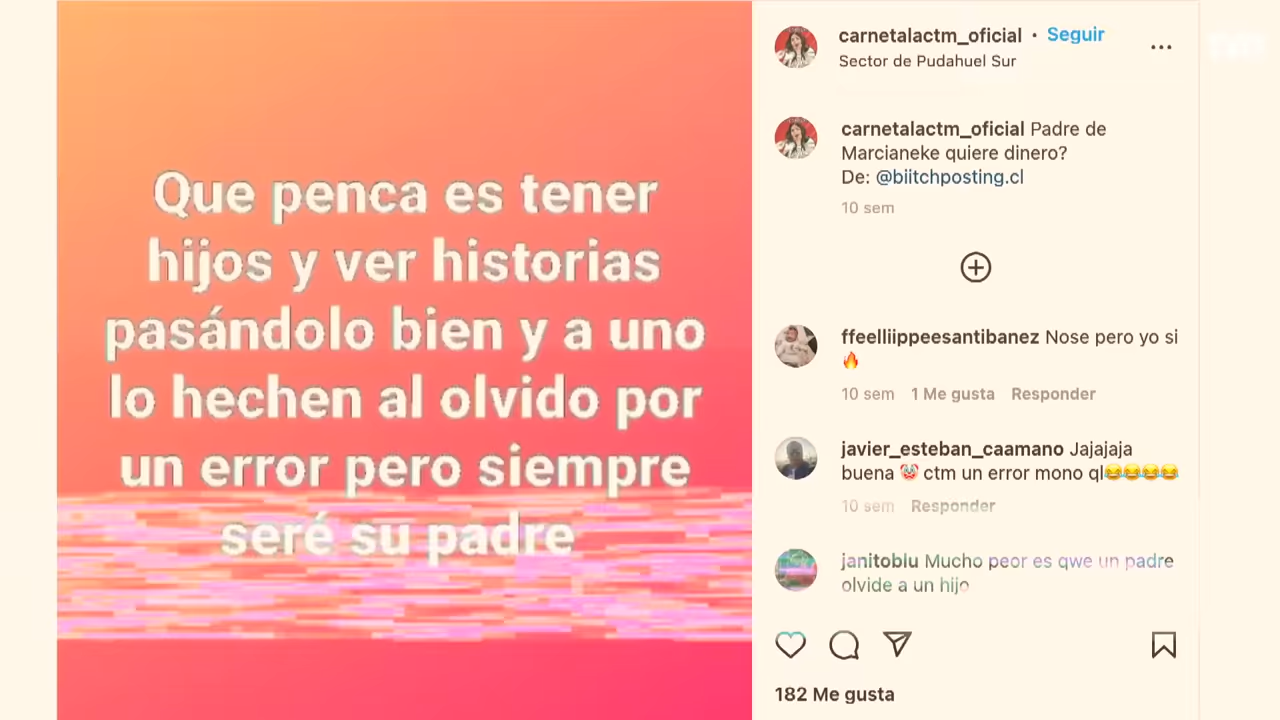 Que penca es tener
hijos y ver historias
pasándolo bien y a uno
lo hechen al olvido por
un error pero siempre
seré su padre
carnetalactm_oficial • Seguir
Sector de Pudahuel Sur
carnetalactm_oficial Padre de
Marcianeke quiere dinero?
De: @biitchposting.cl
10 sem
ffeelliippeesantibanez Nose pero yo si
🔥
10 sem 1 Me gusta Responder
javier_esteban_caamano Jajajaja
buena 🤡 ctm un error mono ql😂😂😂😂
10 sem Responder
janitoblu Mucho peor es qwe un padre
olvide a un hijo
182 Me gusta